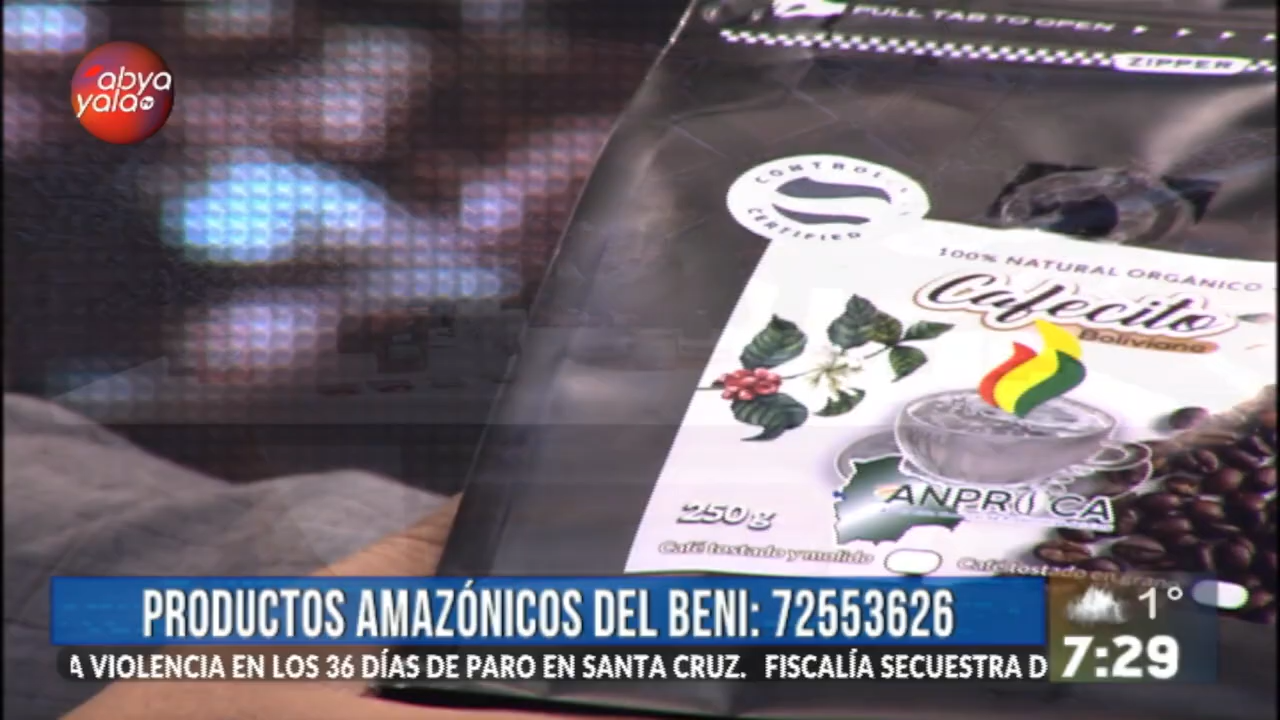 abya
yala tv
PULL TAB TO OPEN
ZIPPER
CONTROL
CERTIFIED
100% NATURAL ORGÁNICO
Cafecito
Boliviano
ANPROCA
250 g
Café tostado y molido
Café tostado en grano
PRODUCTOS AMAZÓNICOS DEL BENI: 72553626
1°
A VIOLENCIA EN LOS 36 DÍAS DE PARO EN SANTA CRUZ. FISCALÍA SECUESTRA D
7:29